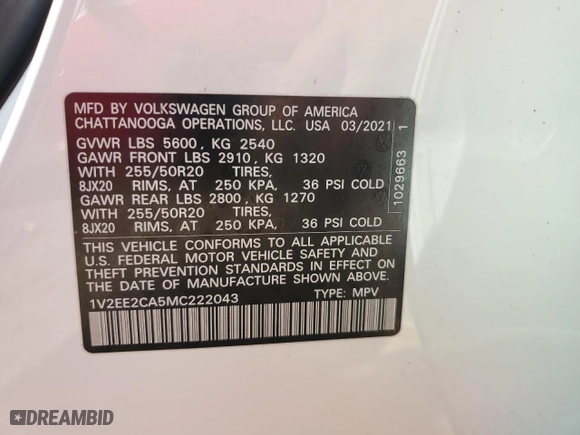 MFD BY VOLKSWAGEN GROUP OF AMERICA
CHATTANOOGA OPERATIONS, LLC. USA 03/2021
GVWR LBS 5600, KG 2540
GAWR FRONT LBS 2910, KG 1320
WITH 255/50R20 TIRES,
8JX20 RIMS, AT 250 KPA, 36 PSI COLD
GAWR REAR LBS 2800, KG 1270
WITH 255/50R20 TIRES,
8JX20 RIMS, AT 250 KPA, 36 PSI COLD
THIS VEHICLE CONFORMS TO ALL APPLICABLE
U.S. FEDERAL MOTOR VEHICLE SAFETY AND
THEFT PREVENTION STANDARDS IN EFFECT ON
THE DATE OF MANUFACTURE SHOWN ABOVE.
1V2EE2CA5MC222043 TYPE: MPV
1029663 1
DREAMBID